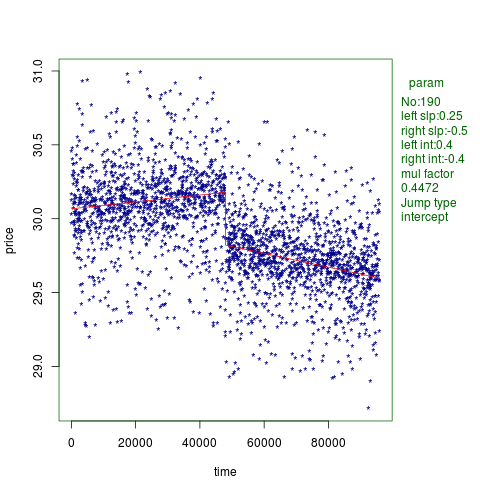 param
No:190
left slp:0.25
right slp:-0.5
left int:0.4
right int:-0.4
mul factor
0.4472
Jump type
intercept
price
31.0
30.5
30.0
29.5
29.0
0 20000 40000 60000 80000
time